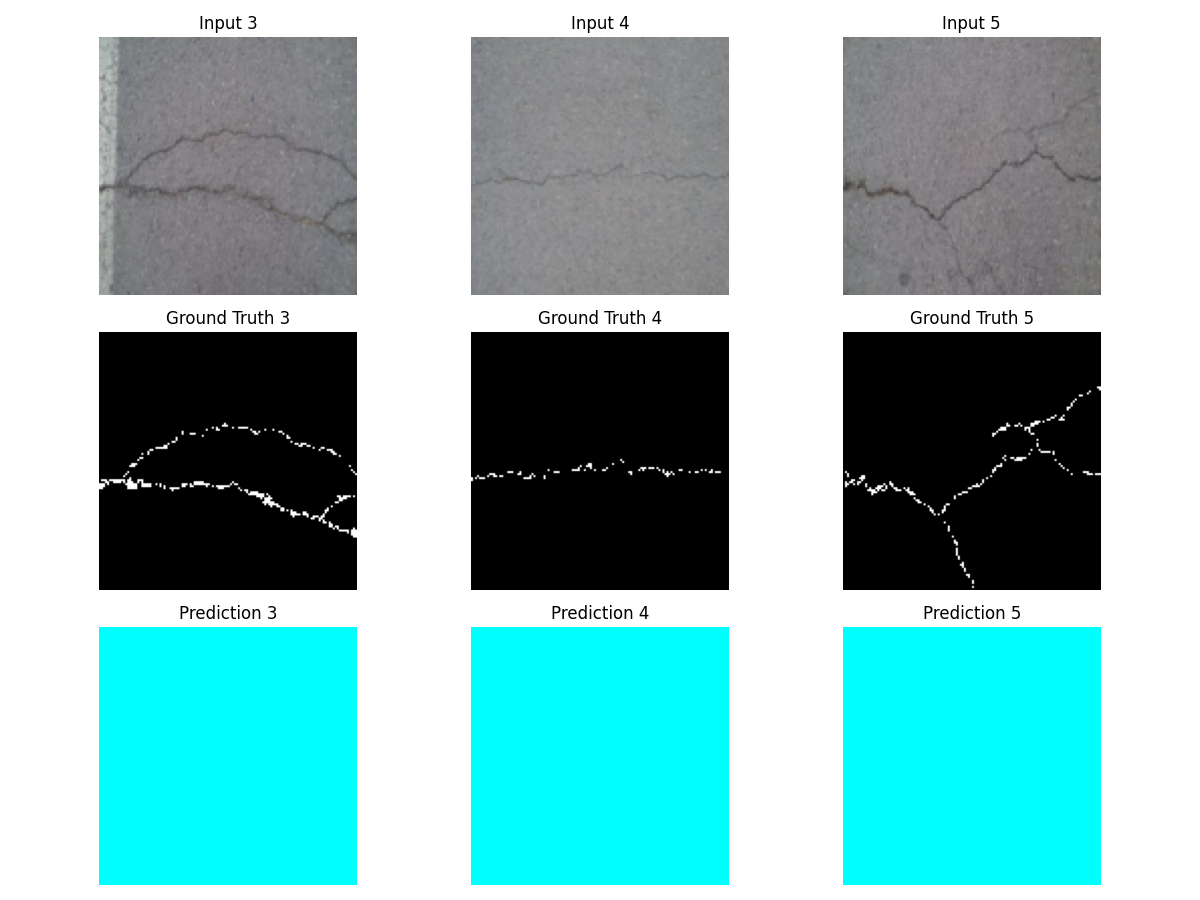 Input 3
Input 4
Input 5
Ground Truth 3
Ground Truth 4
Ground Truth 5
Prediction 3
Prediction 4
Prediction 5